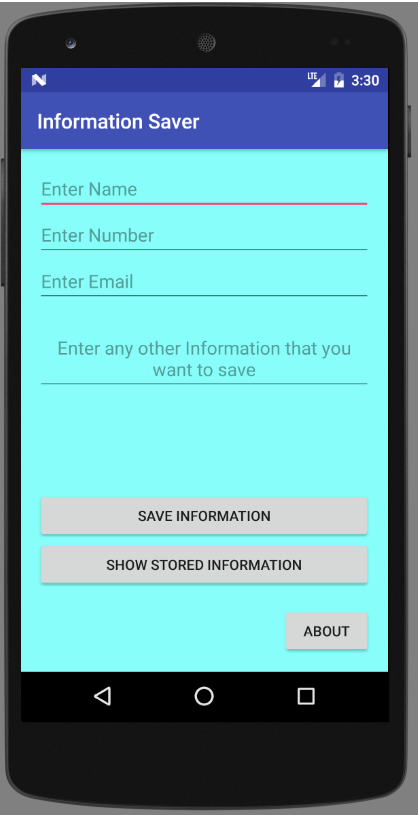 LTE 3:30
Information Saver
Enter Name
Enter Number
Enter Email
Enter any other Information that you
want to save
SAVE INFORMATION
SHOW STORED INFORMATION
ABOUT